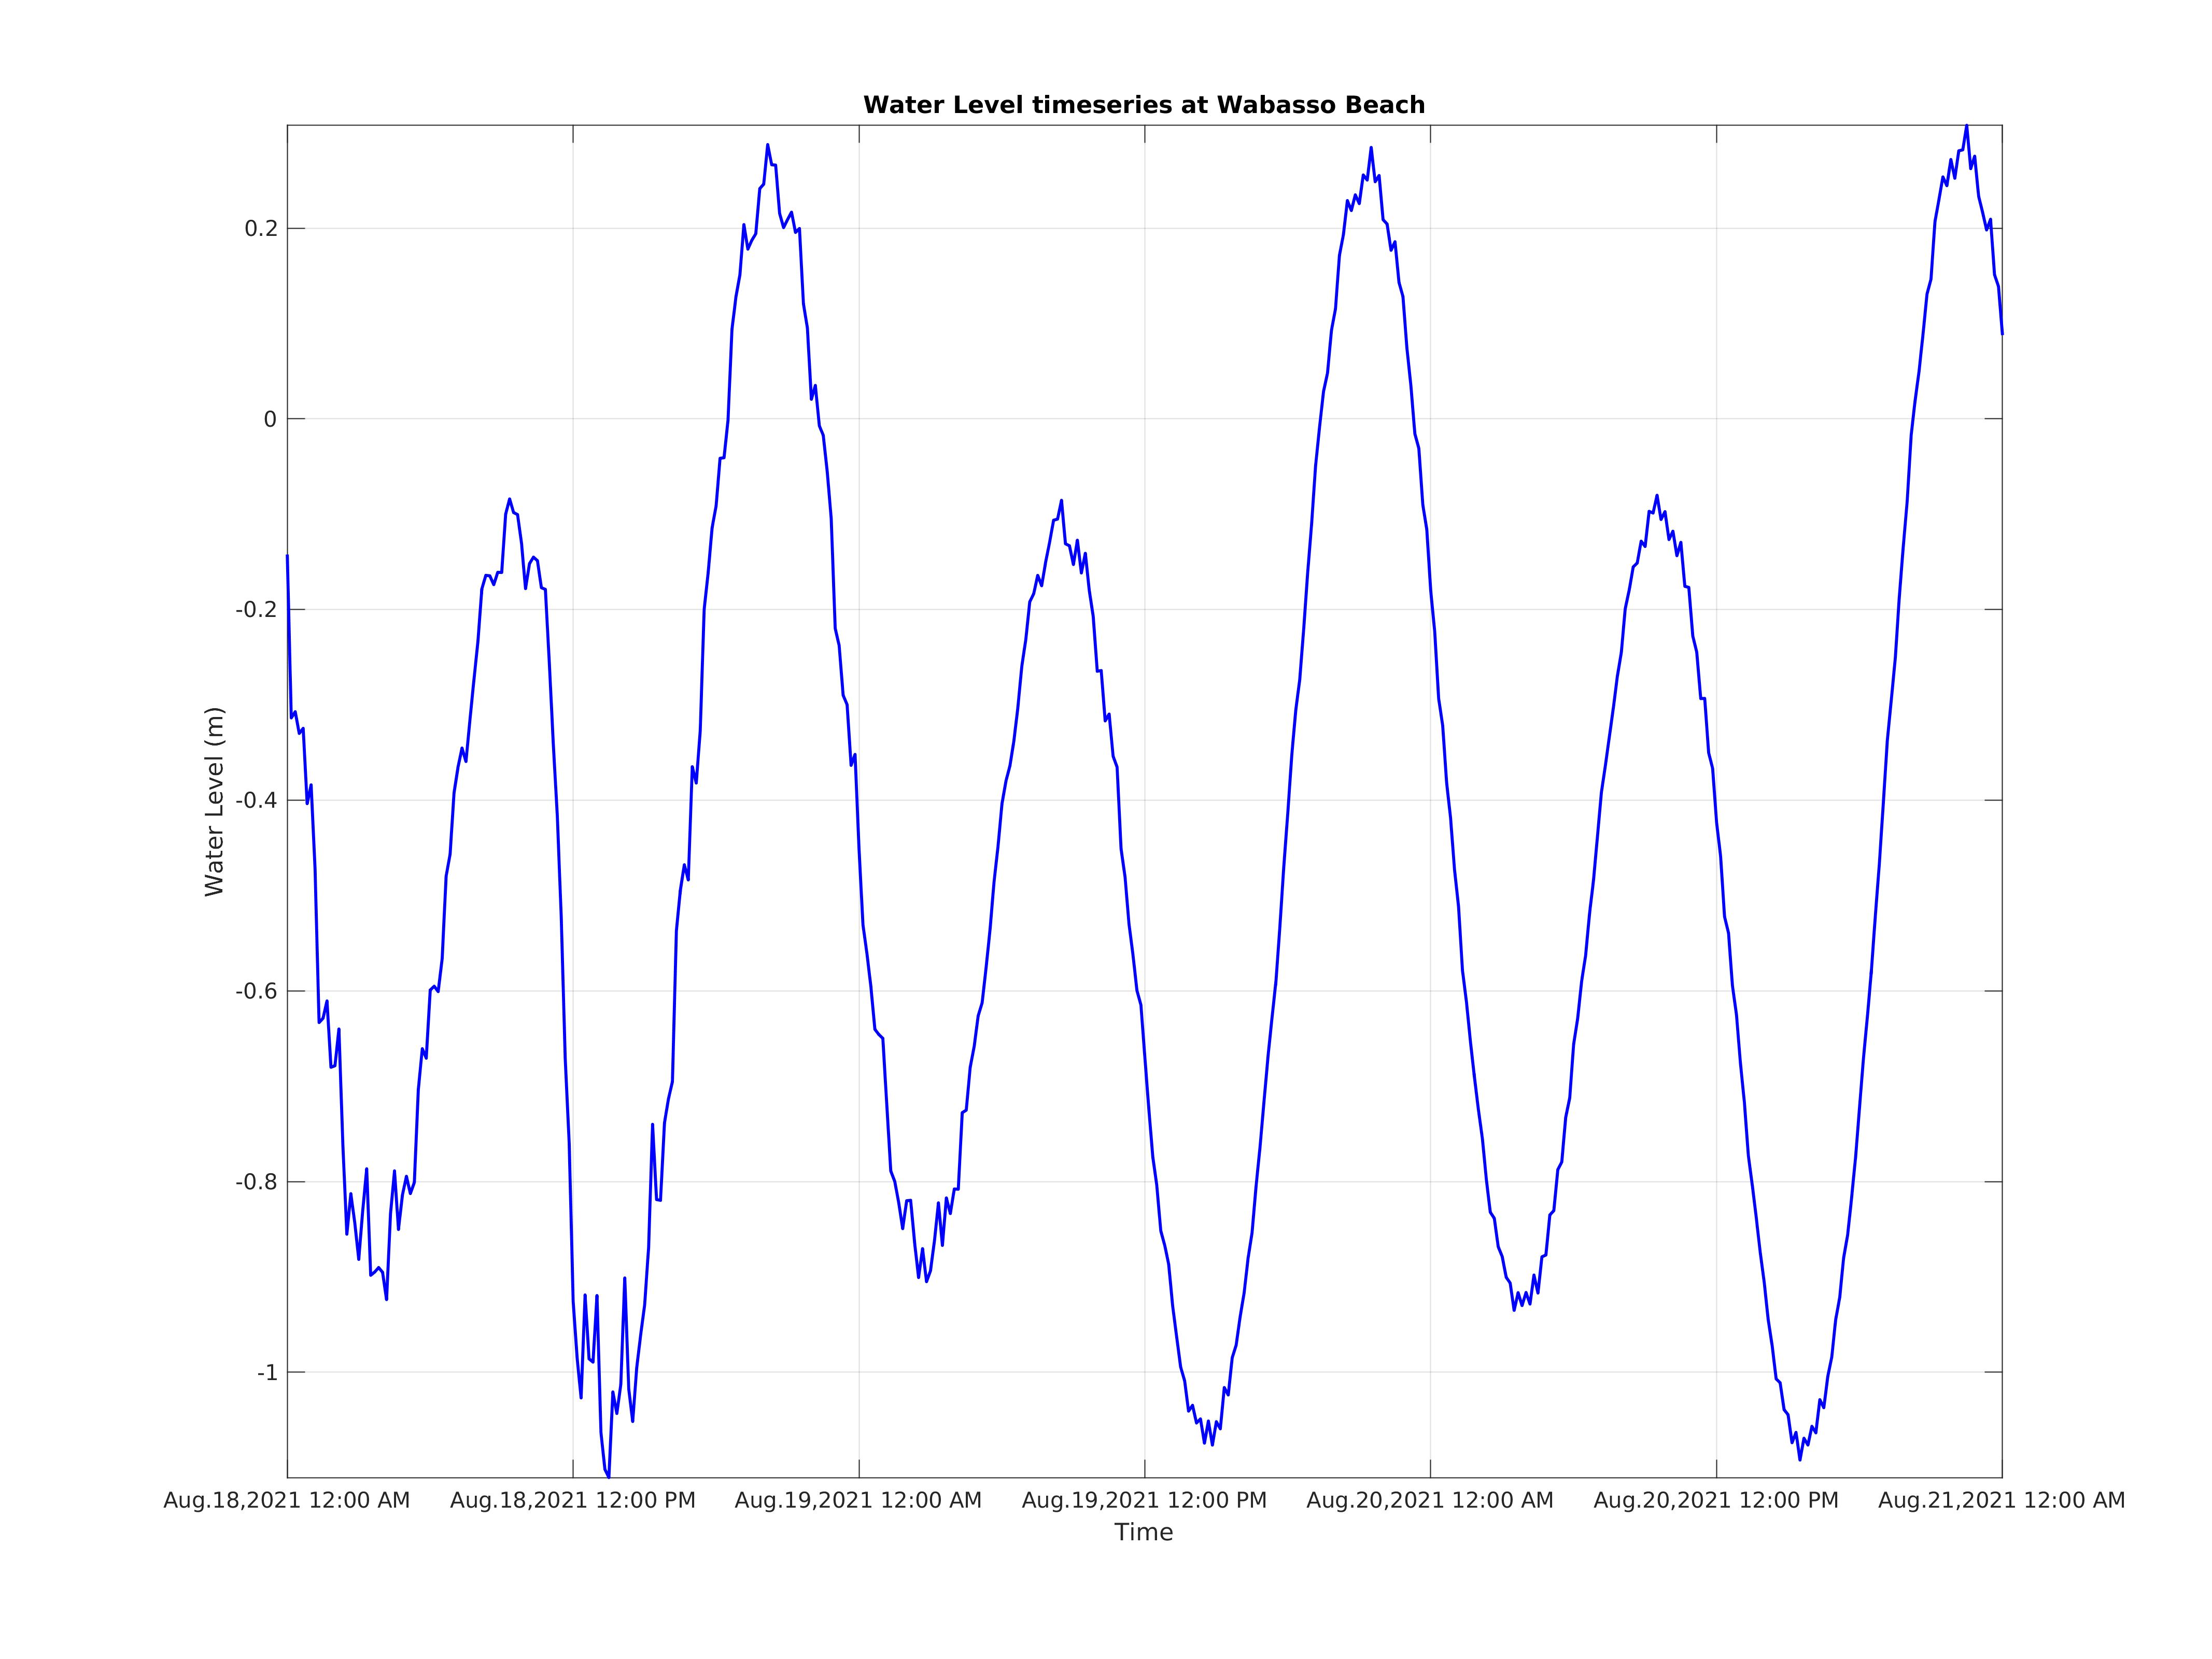 Water Level timeseries at Wabasso Beach
0.2
0
-0.2
-0.4
-0.6
-0.8
-1
Water Level (m)
Aug.18,2021 12:00 AM Aug.18,2021 12:00 PM Aug.19,2021 12:00 AM Aug.19,2021 12:00 PM Aug.20,2021 12:00 AM Aug.20,2021 12:00 PM Aug.21,2021 12:00 AM
Time